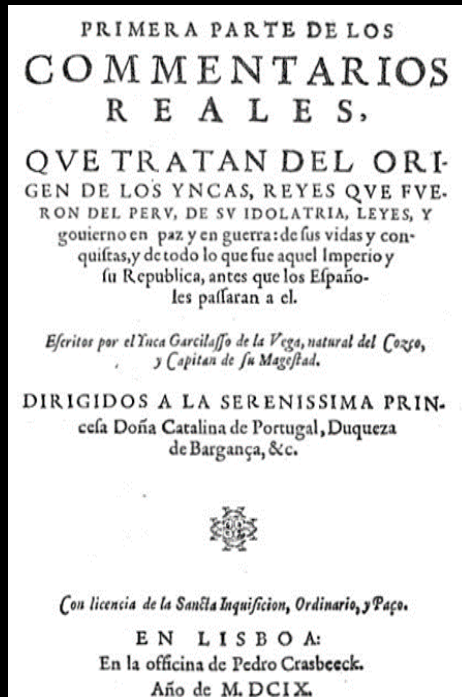 PRIMERA PARTE DE LOS
COMMENTARIOS
REALES,
QVE TRATAN DEL ORI-
GEN DE LOS YNCAS, REYES QVE FVE-
RON DEL PERV, DE SV IDOLATRIA, LEYES, Y
gouierno en paz y en guerra: de ſus vidas y con-
quiſtas, y de todo lo que fue aquel Imperio y
ſu Republica, antes que los Eſpaño-
les paſſaran a el.
Eſcritos por el Ynca Garcilaſſo de la Vega, natural del Cozco,
y Capitan de ſu Mageſtad.
DIRIGIDOS A LA SERENISSIMA PRIN-
ceſa Doña Catalina de Portugal, Duqueza
de Bargança, &c.
Con licencia de la Sancta Inquiſicion, Ordinario, y Paço.
EN LISBOA:
En la officina de Pedro Crasbeeck.
Año de M. DCIX.